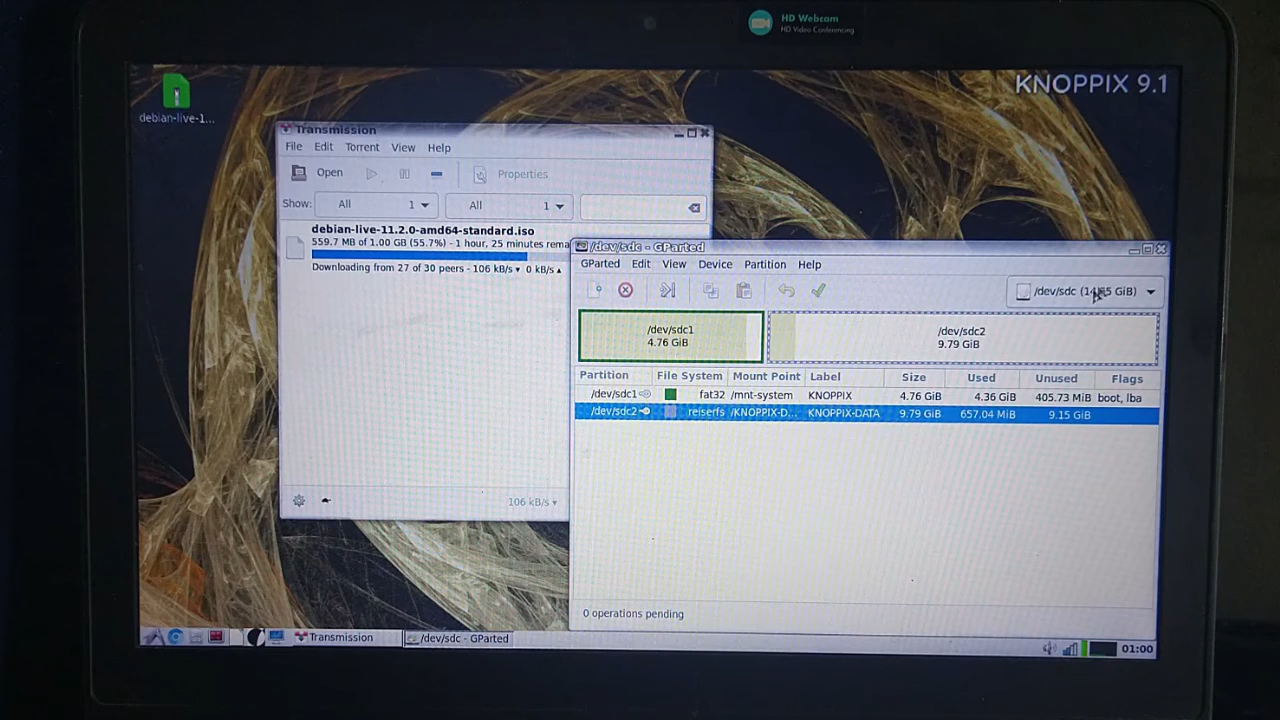 HD Webcam
HD Video Conferencing
KNOPPIX 9.1
debian-live-1...
Transmission
File Edit Torrent View Help
Open Properties
Show: All 1 All 1
debian-live-11.2.0-amd64-standard.iso
559.7 MB of 1.00 GB (55.7%) - 1 hour, 25 minutes rema
Downloading from 27 of 30 peers - 106 kB/s 0 kB/s
106 kB/s
/dev/sdc - GParted
GParted Edit View Device Partition Help
/dev/sdc GiB)
/dev/sdc1
4.76 GiB
/dev/sdc2
9.79 GiB
Partition File System Mount Point Label Size Used Unused Flags
/dev/sdc1 fat32 /mnt-system KNOPPIX 4.76 GiB 4.36 GiB 405.73 MiB boot, lba
/dev/sdc2 reiserfs /KNOPPIX-D... KNOPPIX-DATA 9.79 GiB 657.04 MiB 9.15 GiB
0 operations pending
Transmission /dev/sdc - GParted 01:00